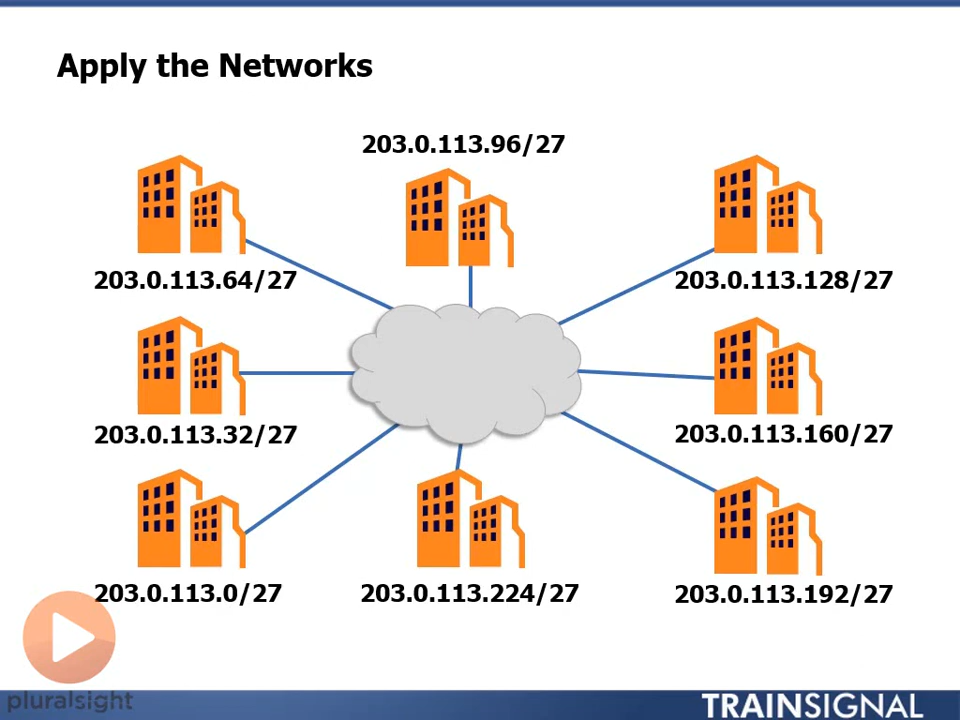 Apply the Networks
203.0.113.96/27
203.0.113.64/27
203.0.113.128/27
203.0.113.32/27
203.0.113.160/27
203.0.113.0/27
203.0.113.224/27
203.0.113.192/27
pluralsight
TRAINSIGNAL